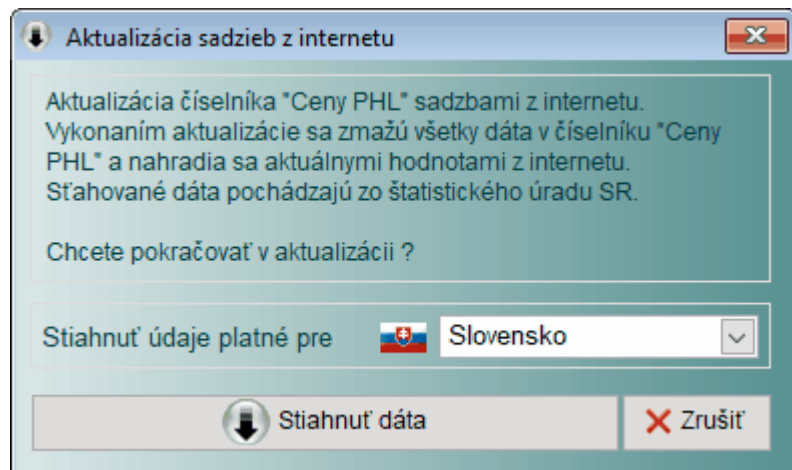 Aktualizácia sadzieb z internetu
Aktualizácia číselníka "Ceny PHL" sadzbami z internetu.
Vykonaním aktualizácie sa zmažú všetky dáta v číselníku "Ceny
PHL" a nahradia sa aktuálnymi hodnotami z internetu.
Sťahované dáta pochádzajú zo štatistického úradu SR.
Chcete pokračovať v aktualizácii ?
Stiahnuť údaje platné pre
Slovensko
Stiahnuť dáta
Zrušiť